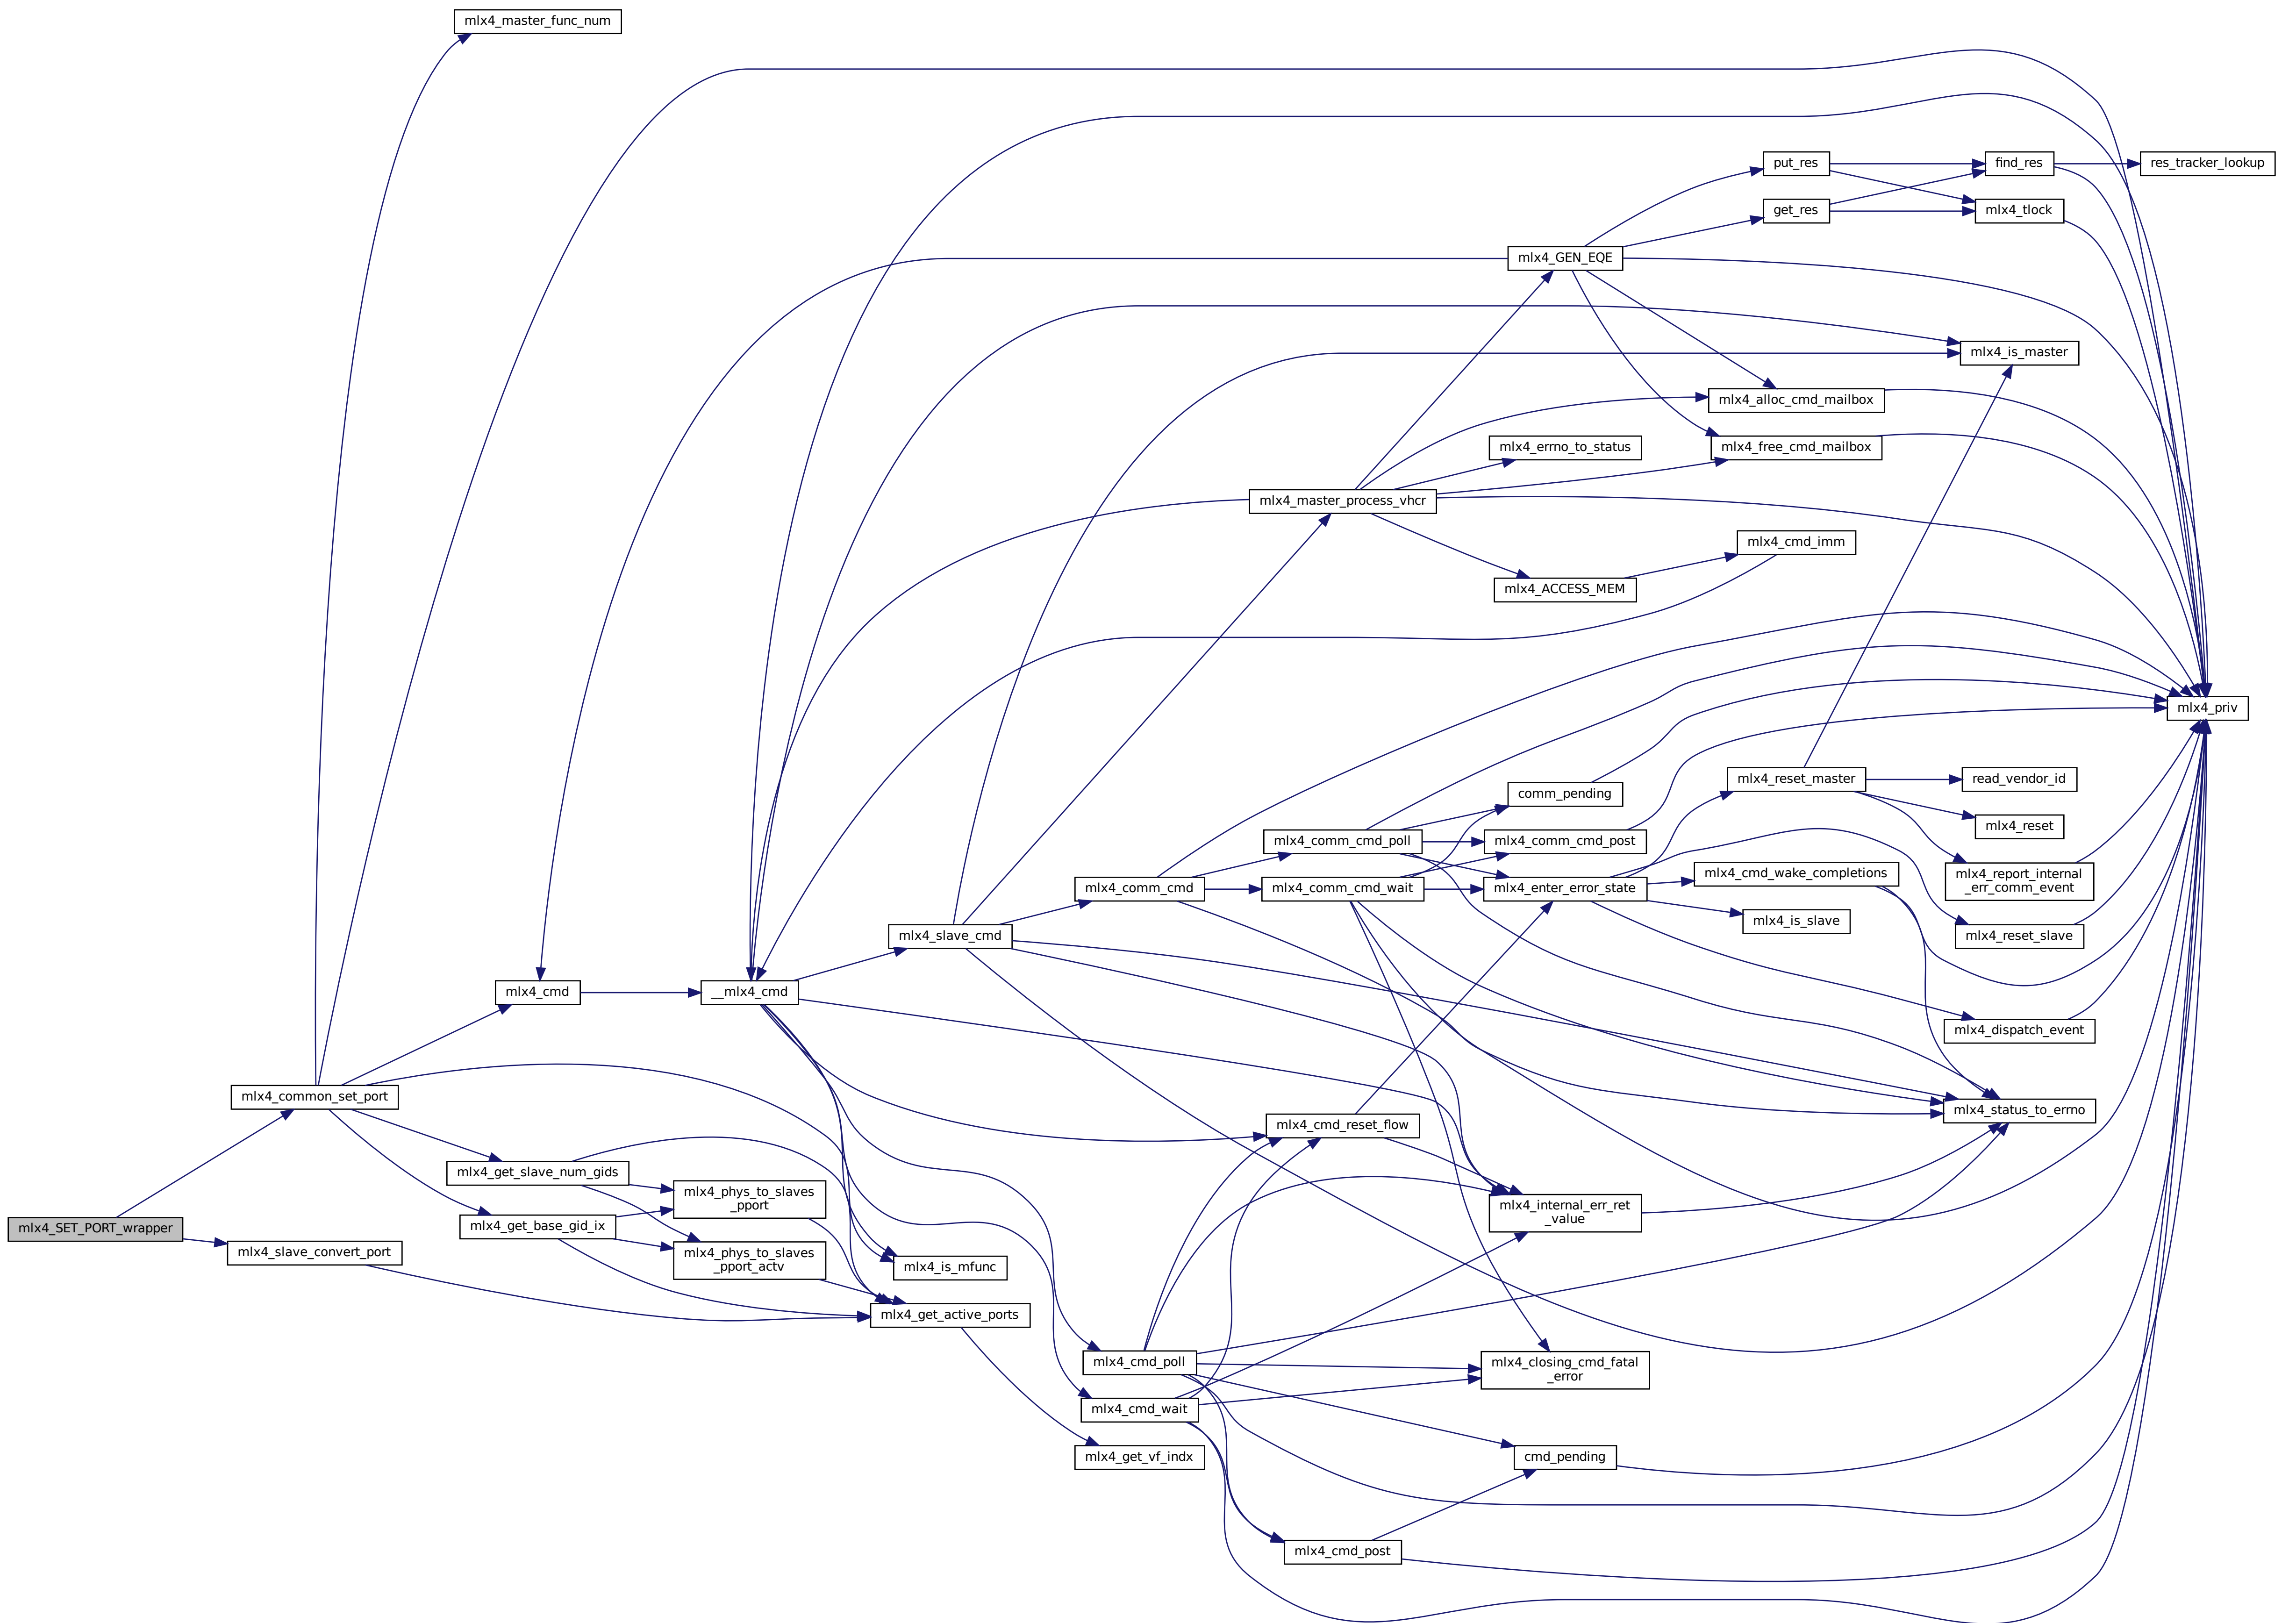 mlx4_master_func_num
put_res
find_res
res_tracker_lookup
get_res
mlx4_tlock
mlx4_GEN_EQE
mlx4_is_master
mlx4_alloc_cmd_mailbox
mlx4_errno_to_status
mlx4_free_cmd_mailbox
mlx4_master_process_vhcr
mlx4_cmd_imm
mlx4_ACCESS_MEM
mlx4_priv
mlx4_reset_master
read_vendor_id
comm_pending
mlx4_reset
mlx4_comm_cmd_poll
mlx4_comm_cmd_post
mlx4_report_internal
_err_comm_event
mlx4_cmd_wake_completions
mlx4_comm_cmd
mlx4_comm_cmd_wait
mlx4_enter_error_state
mlx4_is_slave
mlx4_slave_cmd
mlx4_reset_slave
mlx4_cmd
__mlx4_cmd
mlx4_dispatch_event
mlx4_common_set_port
mlx4_status_to_errno
mlx4_cmd_reset_flow
mlx4_get_slave_num_gids
mlx4_phys_to_slaves
_pport
mlx4_internal_err_ret
_value
mlx4_SET_PORT_wrapper
mlx4_get_base_gid_ix
mlx4_slave_convert_port
mlx4_phys_to_slaves
_pport_actv
mlx4_is_mfunc
mlx4_get_active_ports
mlx4_cmd_poll
mlx4_closing_cmd_fatal
_error
mlx4_cmd_wait
mlx4_get_vf_indx
cmd_pending
mlx4_cmd_post